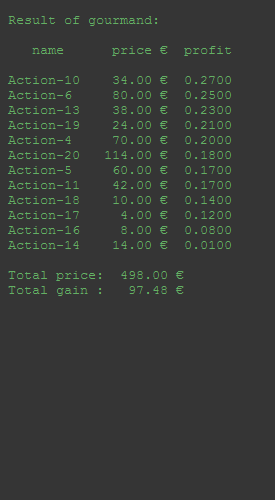 Result of gourmand:
name price € profit
Action-10 34.00 € 0.2700
Action-6 80.00 € 0.2500
Action-13 38.00 € 0.2300
Action-19 24.00 € 0.2100
Action-4 70.00 € 0.2000
Action-20 114.00 € 0.1800
Action-5 60.00 € 0.1700
Action-11 42.00 € 0.1700
Action-18 10.00 € 0.1400
Action-17 4.00 € 0.1200
Action-16 8.00 € 0.0800
Action-14 14.00 € 0.0100
Total price: 498.00 €
Total gain : 97.48 €